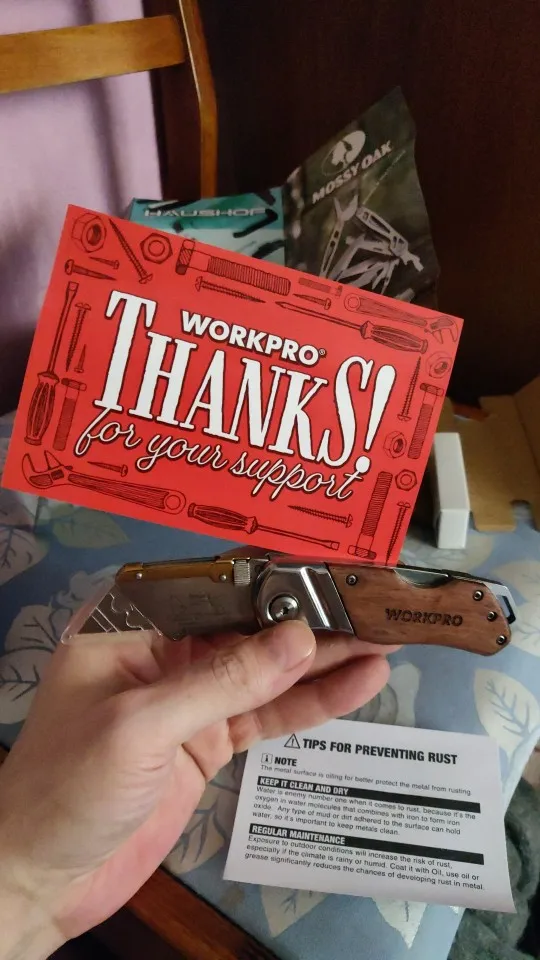 HAUSHOF
MOSSY OAK
WORKPRO®
THANKS!
for your support
WORKPRO
⚠ TIPS FOR PREVENTING RUST
NOTE
The metal surface is oiling for better protect the metal from rusting
KEEP IT CLEAN AND DRY
Water is enemy number one when it comes to rust, because it's the
oxygen in water molecules that combines with iron to form iron
oxide. Any type of mud or dirt adhered to the surface can hold
water, so it's important to keep metals clean.
REGULAR MAINTENANCE
Exposure to outdoor conditions will increase the risk of rust,
especially if the climate is rainy or humid. Cost it with Oil, use oil or
grease significantly reduces the chances of developing rust in metal.